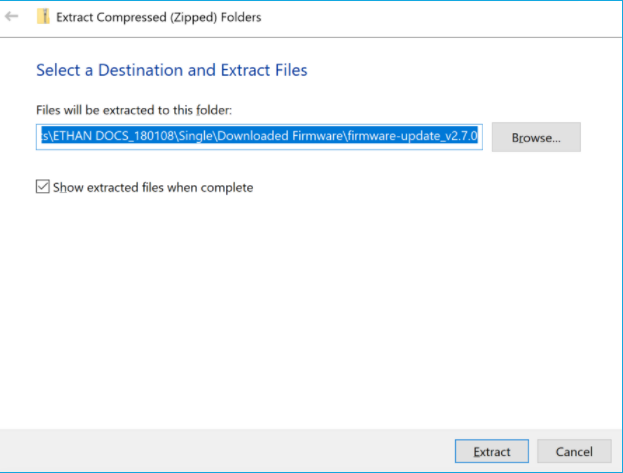 Extract Compressed (Zipped) Folders
Select a Destination and Extract Files
Files will be extracted to this folder:
s\ETHAN DOCS_180108\Single\Downloaded Firmware\firmware-update_v2.7.0
Browse...
Show extracted files when complete
Extract
Cancel